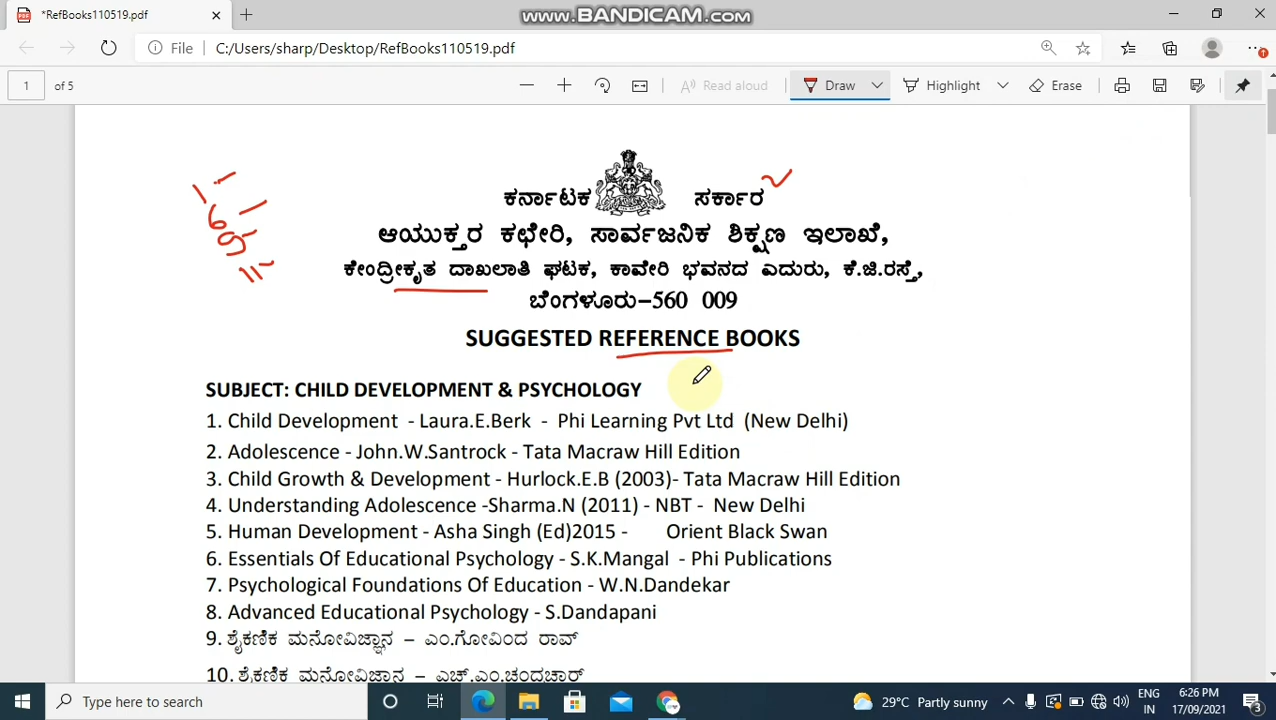 *RefBooks110519.pdf
www.BANDICAM.com
File C:/Users/sharp/Desktop/RefBooks110519.pdf
1 of 5 Read aloud Draw Highlight Erase
ಕರ್ನಾಟಕ ಸರ್ಕಾರ
ಆಯುಕ್ತರ ಕಛೇರಿ, ಸಾರ್ವಜನಿಕ ಶಿಕ್ಷಣ ಇಲಾಖೆ,
ಕೇಂದ್ರೀಕೃತ ದಾಖಲಾತಿ ಘಟಕ, ಕಾವೇರಿ ಭವನದ ಎದುರು, ಕೆ.ಜಿ.ರಸ್ತೆ,
ಬೆಂಗಳೂರು-560 009
SUGGESTED REFERENCE BOOKS
SUBJECT: CHILD DEVELOPMENT & PSYCHOLOGY
1. Child Development - Laura.E.Berk - Phi Learning Pvt Ltd (New Delhi)
2. Adolescence - John.W.Santrock - Tata Macraw Hill Edition
3. Child Growth & Development - Hurlock.E.B (2003)- Tata Macraw Hill Edition
4. Understanding Adolescence -Sharma.N (2011) - NBT - New Delhi
5. Human Development - Asha Singh (Ed)2015 - Orient Black Swan
6. Essentials Of Educational Psychology - S.K.Mangal - Phi Publications
7. Psychological Foundations Of Education - W.N.Dandekar
8. Advanced Educational Psychology - S.Dandapani
9. ಶೈಕ್ಷಣಿಕ ಮನೋವಿಜ್ಞಾನ – ಎಂ.ಗೋವಿಂದ ರಾವ್
10. ಶೈಕ್ಷಣಿಕ ಮನೋವಿಜ್ಞಾನ – ಎಚ್.ಎಂ.ಚಂದ್ರಚಾರ್
Type here to search 29°C Partly sunny ENG IN 6:26 PM 17/09/2021 3